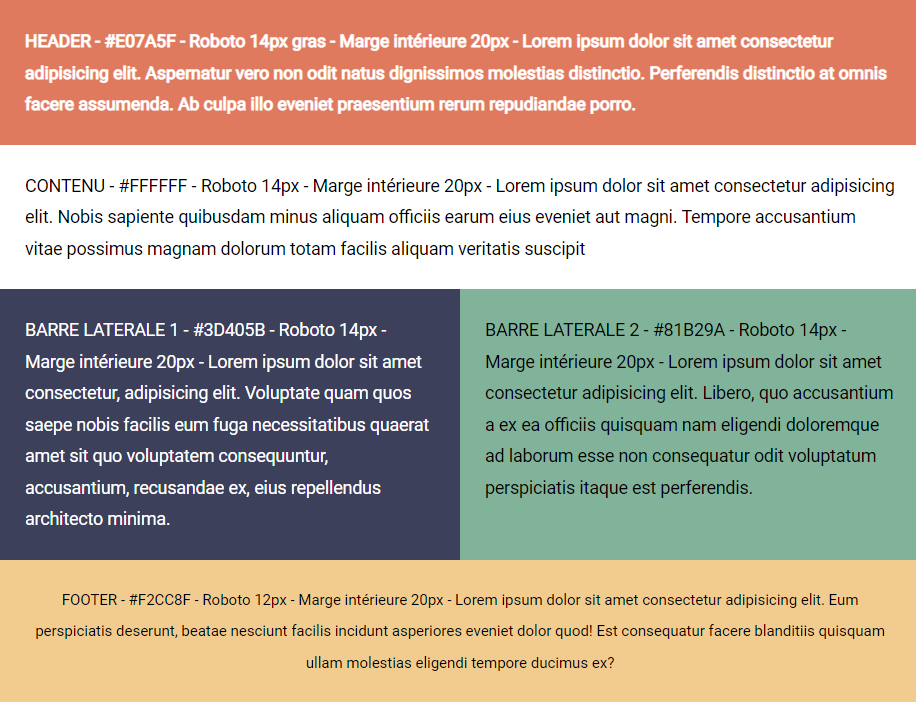 HEADER - #E07A5F - Roboto 14px gras - Marge intérieure 20px - Lorem ipsum dolor sit amet consectetur
adipisicing elit. Aspernatur vero non odit natus dignissimos molestias distinctio. Perferendis distinctio at omnis
facere assumenda. Ab culpa illo eveniet praesentium rerum repudiandae porro.
CONTENU - #FFFFFF - Roboto 14px - Marge intérieure 20px - Lorem ipsum dolor sit amet consectetur adipisicing
elit. Nobis sapiente quibusdam minus aliquam officiis earum eius eveniet aut magni. Tempore accusantium
vitae possimus magnam dolorum totam facilis aliquam veritatis suscipit
BARRE LATERALE 1 - #3D405B - Roboto 14px -
Marge intérieure 20px - Lorem ipsum dolor sit amet
consectetur, adipisicing elit. Voluptate quam quos
saepe nobis facilis eum fuga necessitatibus quaerat
amet sit quo voluptatem consequuntur,
accusantium, recusandae ex, eius repellendus
architecto minima.
BARRE LATERALE 2 - #81B29A - Roboto 14px -
Marge intérieure 20px - Lorem ipsum dolor sit amet
consectetur adipisicing elit. Libero, quo accusantium
a ex ea officiis quisquam nam eligendi doloremque
ad laborum esse non consequatur odit voluptatum
perspiciatis itaque est perferendis.
FOOTER - #F2CC8F - Roboto 12px - Marge intérieure 20px - Lorem ipsum dolor sit amet consectetur adipisicing elit. Eum
perspiciatis deserunt, beatae nesciunt facilis incidunt asperiores eveniet dolor quod! Est consequatur facere blanditiis quisquam
ullam molestias eligendi tempore ducimus ex?